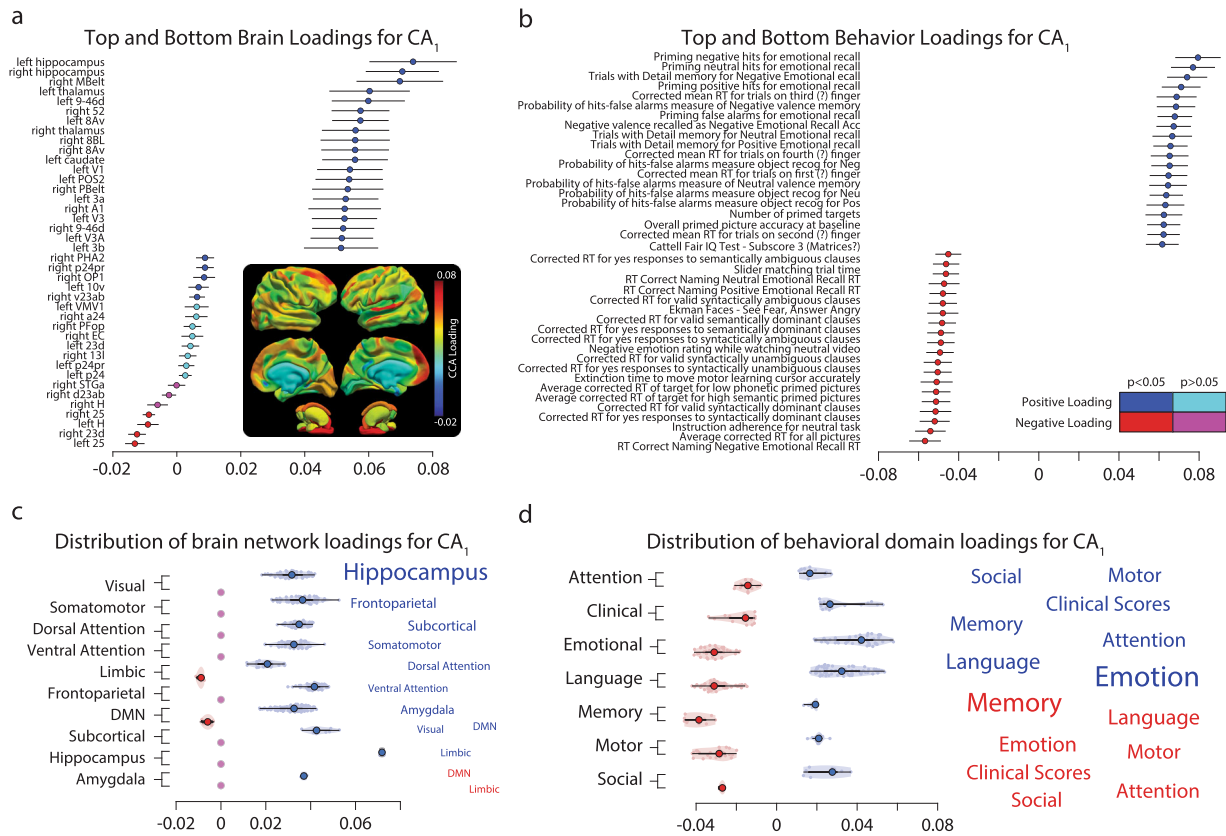 a
Top and Bottom Brain Loadings for CA1
left hippocampus
right hippocampus
right MBelt
left thalamus
left 9-46d
right 52
left 8Av
right thalamus
right 8BL
right 8Av
left caudate
left V1
left POS2
right PBelt
left 3a
right A1
left V3
right 9-46d
left V3A
left 3b
right PHA2
right p24pr
right OP1
left 10v
right v23ab
left VMV1
right a24
right PFop
right EC
left 23d
right 13l
left p24pr
left p24
right STGa
right d23ab
right H
right 25
left H
right 23d
left 25
-0.02 0 0.02 0.04 0.06 0.08
0.08
CCA Loading
-0.02
b
Top and Bottom Behavior Loadings for CA1
Priming negative hits for emotional recall
Priming neutral hits for emotional recall
Trials with Detail memory for Negative Emotional ecall
Priming positive hits for emotional ecall
Corrected mean RT for trials on third (?) finger
Probability of hits-false alarms measure of Negative valence memory
Priming false alarms for emotional recall
Negative valence recalled as Negative Emotional Recall Acc
Trials with Detail memory for Neutral Emotional recall
Trials with Detail memory for Positive Emotional recall
Corrected mean RT for trials on fourth (?) finger
Probability of hits-false alarms measure object recog for Neg
Corrected mean RT for trials on first (?) finger
Probability of hits-false alarms measure of Neutral valence memory
Probability of hits-false alarms measure object recog for Neu
Probability of hits-false alarms measure object recog for Pos
Number of primed targets
Overall primed picture accuracy at baseline
Corrected mean RT for trials on second (?) finger
Cattell Fair IQ Test - Subscore 3 (Matrices?)
Corrected RT for yes responses to semantically ambiguous clauses
Slider matching trial time
RT Correct Naming Neutral Emotional Recall RT
RT Correct Naming Positive Emotional Recall RT
Corrected RT for valid syntactically ambiguous clauses
Ekman Faces - See Fear, Answer Angry
Corrected RT for valid semantically dominant clauses
Corrected RT for yes responses to semantically dominant clauses
Corrected RT for yes responses to syntactically ambiguous clauses
Negative emotion rating while watching neutral video
Corrected RT for valid syntactically unambiguous clauses
Corrected RT for yes responses to syntactically unambiguous clauses
Extinction time to move motor learning cursor accurately
Average corrected RT of target for low phonetic primed pictures
Average corrected RT of target for high semantic primed pictures
Corrected RT for valid syntactically dominant clauses
Corrected RT for yes responses to syntactically dominant clauses
Instruction adherence for neutral task
Average corrected RT for all pictures
RT Correct Naming Negative Emotional Recall RT
-0.08 -0.04 0 0.04 0.08
p<0.05 p>0.05
Positive Loading
Negative Loading
c
Distribution of brain network loadings for CA1
Visual
Somatomotor
Dorsal Attention
Ventral Attention
Limbic
Frontoparietal
DMN
Subcortical
Hippocampus
Amygdala
-0.02 0 0.02 0.06
Hippocampus
Frontoparietal
Subcortical
Somatomotor
Dorsal Attention
Ventral Attention
Amygdala
Visual DMN
Limbic
DMN
Limbic
d
Distribution of behavioral domain loadings for CA1
Attention
Clinical
Emotional
Language
Memory
Motor
Social
-0.04 0 0.04 0.08
Social Motor
Clinical Scores
Memory
Attention
Language
Emotion
Memory
Language
Emotion
Motor
Clinical Scores
Attention
Social